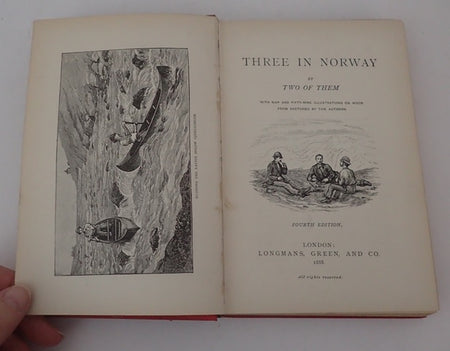 THREE IN NORWAY
BY
TWO OF THEM
WITH MAP AND FIFTY-NINE ILLUSTRATIONS ON WOOD
FROM SKETCHES BY THE AUTHORS
FOURTH EDITION.
LONDON:
LONGMANS, GREEN, AND CO.
1888.
All rights reserved.